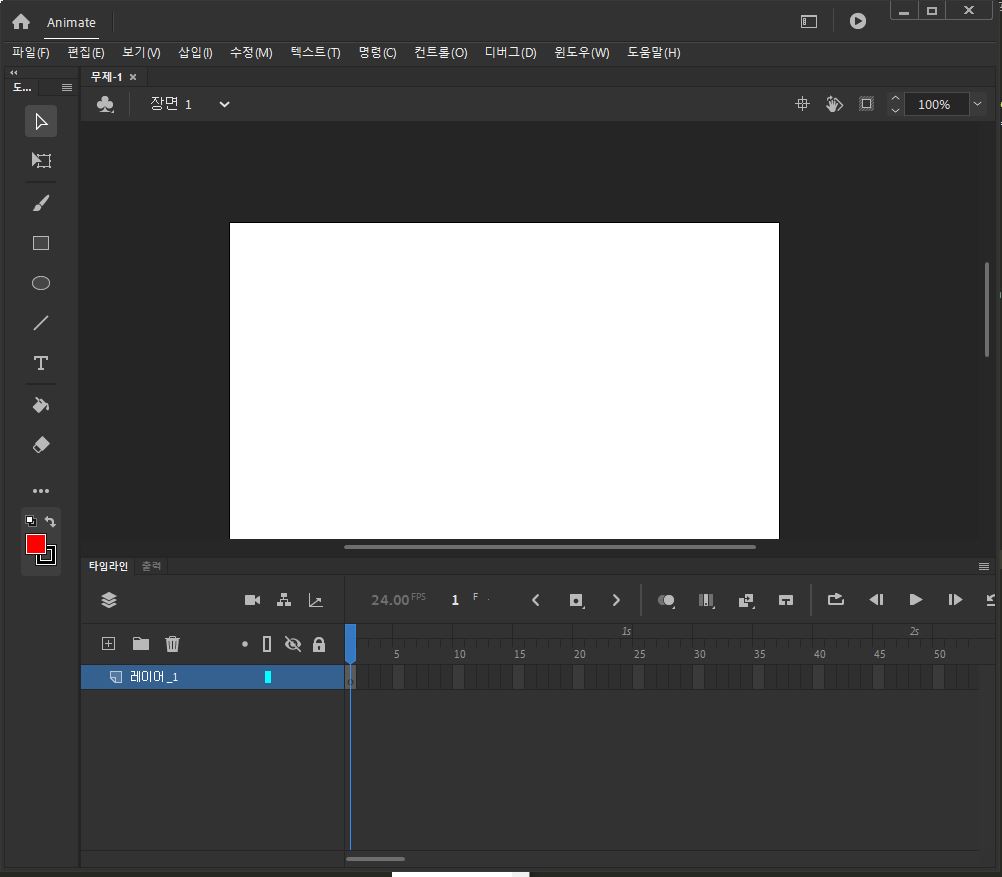 Animate
파일(F) 편집(E) 보기(V) 삽입(I) 수정(M) 텍스트(T) 명령(C) 컨트롤(O) 디버그(D) 윈도우(W) 도움말(H)
도... 무제-1
장면 1 100%
타임라인 출력
24.00 FPS 1 F
1s 2s
5 10 15 20 25 30 35 40 45 50
레이어_1